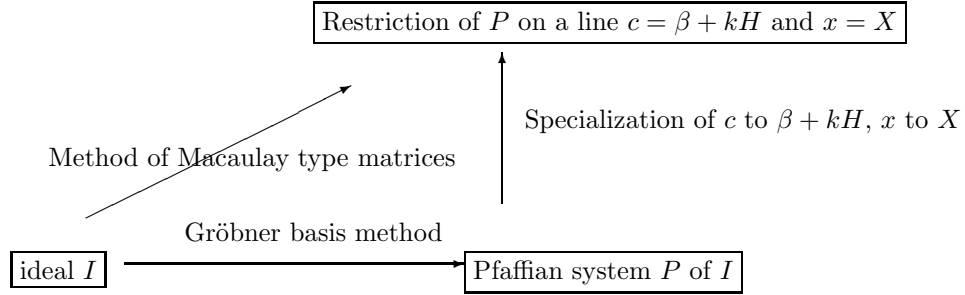 Restriction of P on a line c = β + kH and x = X
Specialization of c to β + kH, x to X
Method of Macaulay type matrices
Gröbner basis method
ideal I
Pfaffian system P of I